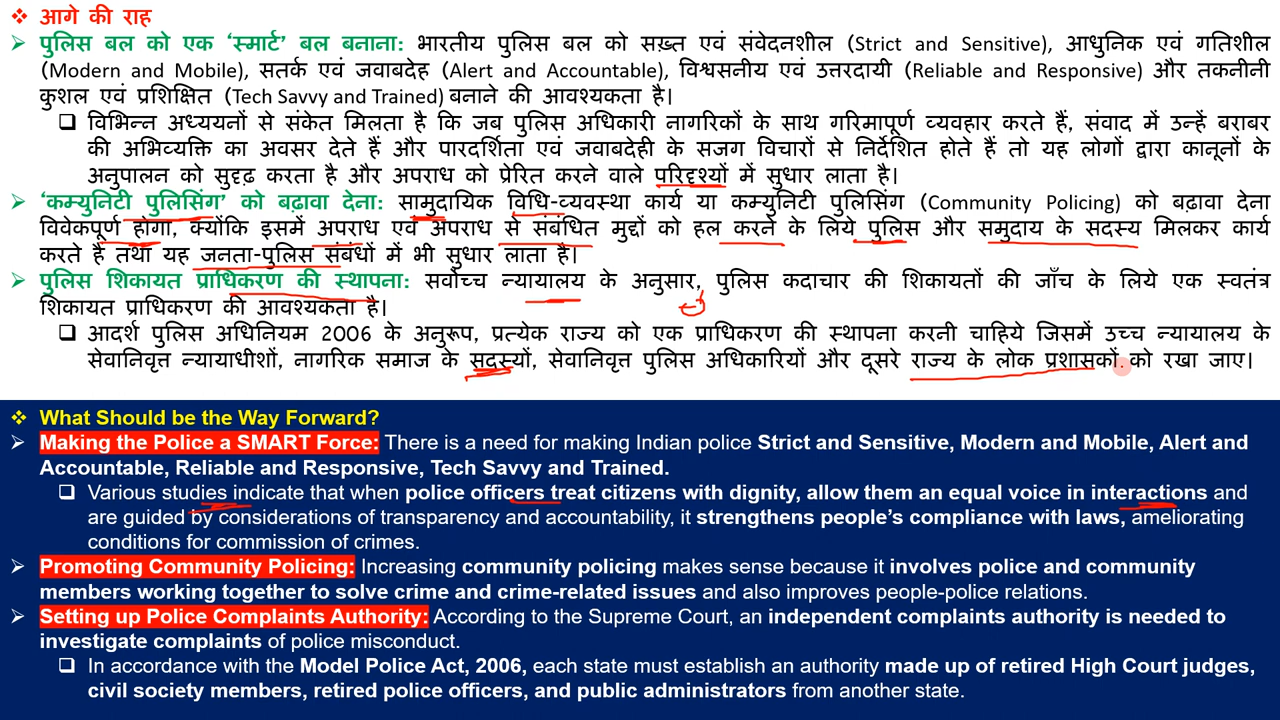 ❖ आगे की राह
➢ पुलिस बल को एक ‘स्मार्ट’ बल बनाना: भारतीय पुलिस बल को सख़्त एवं संवेदनशील (Strict and Sensitive), आधुनिक एवं गतिशील
(Modern and Mobile), सतर्क एवं जवाबदेह (Alert and Accountable), विश्वसनीय एवं उत्तरदायी (Reliable and Responsive) और तकनीनी
कुशल एवं प्रशिक्षित (Tech Savvy and Trained) बनाने की आवश्यकता है।
❑ विभिन्न अध्ययनों से संकेत मिलता है कि जब पुलिस अधिकारी नागरिकों के साथ गरिमापूर्ण व्यवहार करते हैं, संवाद में उन्हें बराबर
की अभिव्यक्ति का अवसर देते हैं और पारदर्शिता एवं जवाबदेही के सजग विचारों से निर्देशित होते हैं तो यह लोगों द्वारा कानूनों के
अनुपालन को सुदृढ़ करता है और अपराध को प्रेरित करने वाले परिदृश्यों में सुधार लाता है।
➢ ‘कम्युनिटी पुलिसिंग’ को बढ़ावा देना: सामुदायिक विधि-व्यवस्था कार्य या कम्युनिटी पुलिसिंग (Community Policing) को बढ़ावा देना
विवेकपूर्ण होगा, क्योंकि इसमें अपराध एवं अपराध से संबंधित मुद्दों को हल करने के लिये पुलिस और समुदाय के सदस्य मिलकर कार्य
करते हैं तथा यह जनता-पुलिस संबंधों में भी सुधार लाता है।
➢ पुलिस शिकायत प्राधिकरण की स्थापना: सर्वोच्च न्यायालय के अनुसार, पुलिस कदाचार की शिकायतों की जाँच के लिये एक स्वतंत्र
शिकायत प्राधिकरण की आवश्यकता है।
❑ आदर्श पुलिस अधिनियम 2006 के अनुरूप, प्रत्येक राज्य को एक प्राधिकरण की स्थापना करनी चाहिये जिसमें उच्च न्यायालय के
सेवानिवृत्त न्यायाधीशों, नागरिक समाज के सदस्यों, सेवानिवृत्त पुलिस अधिकारियों और दूसरे राज्य के लोक प्रशासकों को रखा जाए।
❖ What Should be the Way Forward?
➢ Making the Police a SMART Force: There is a need for making Indian police Strict and Sensitive, Modern and Mobile, Alert and
Accountable, Reliable and Responsive, Tech Savvy and Trained.
❑ Various studies indicate that when police officers treat citizens with dignity, allow them an equal voice in interactions and
are guided by considerations of transparency and accountability, it strengthens people’s compliance with laws, ameliorating
conditions for commission of crimes.
➢ Promoting Community Policing: Increasing community policing makes sense because it involves police and community
members working together to solve crime and crime-related issues and also improves people-police relations.
➢ Setting up Police Complaints Authority: According to the Supreme Court, an independent complaints authority is needed to
investigate complaints of police misconduct.
❑ In accordance with the Model Police Act, 2006, each state must establish an authority made up of retired High Court judges,
civil society members, retired police officers, and public administrators from another state.